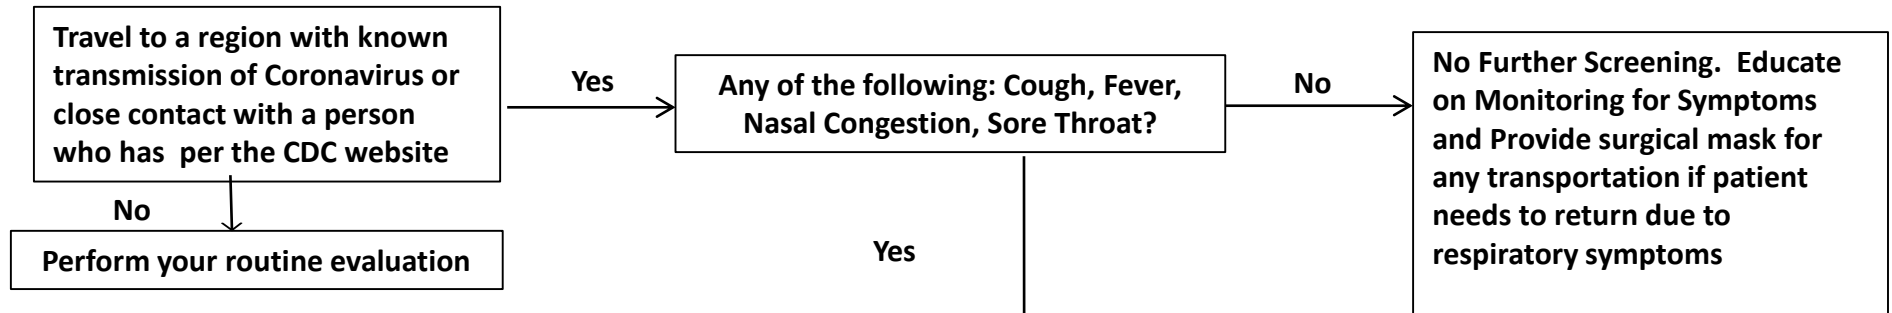 Travel to a region with known
transmission of Coronavirus or
close contact with a person
who has  per the CDC website
Yes
Any of the following: Cough, Fever,
Nasal Congestion, Sore Throat?
No
No Further Screening.  Educate
on Monitoring for Symptoms
and Provide surgical mask for
any transportation if patient
needs to return due to
respiratory symptoms
No
Perform your routine evaluation
Yes